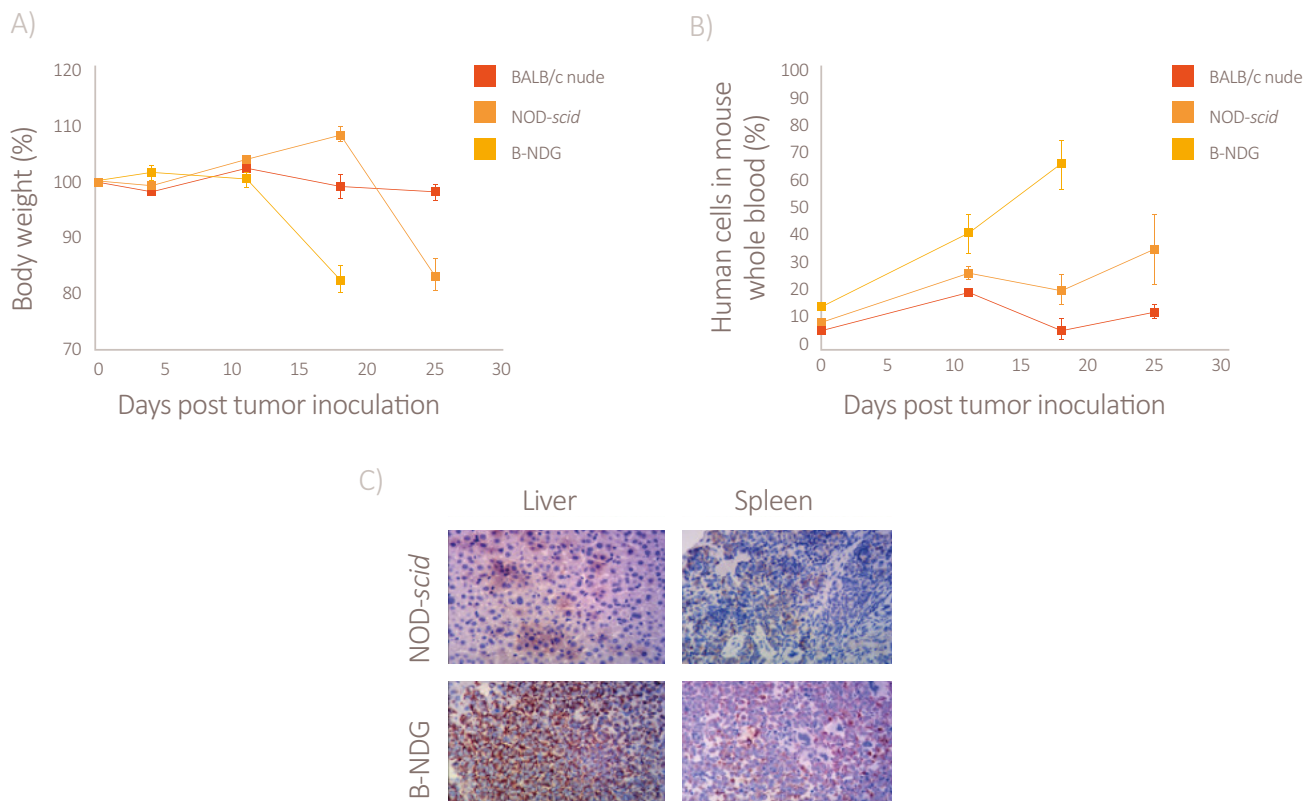 A)
120
110
100
90
80
70
Body weight (%)
0 5 10 15 20 25 30
Days post tumor inoculation
BALB/c nude
NOD-scid
B-NDG
B)
100
90
80
70
60
50
40
30
20
10
0
Human cells in mouse
whole blood (%)
0 5 10 15 20 25 30
Days post tumor inoculation
BALB/c nude
NOD-scid
B-NDG
C)
Liver Spleen
NOD-scid
B-NDG